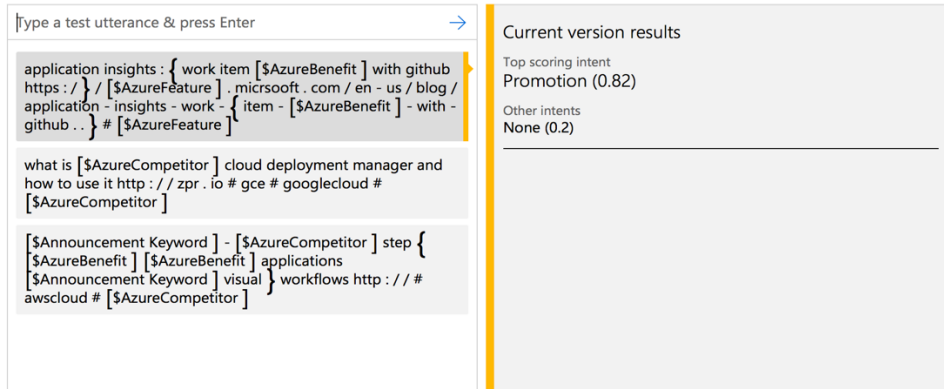 Type a test utterance & press Enter
application insights : { work item [$AzureBenefit ] with github
https : / } / [$AzureFeature ] . micrsooft . com / en - us / blog /
application - insights - work - { item - [$AzureBenefit ] - with -
github . . } # [$AzureFeature ]
what is [$AzureCompetitor ] cloud deployment manager and
how to use it http : / / zpr . io # gce # googlecloud #
[$AzureCompetitor ]
[$Announcement Keyword ] - [$AzureCompetitor ] step {
[$AzureBenefit ] [$AzureBenefit ] applications
[$Announcement Keyword ] visual } workflows http : / / #
awscloud # [$AzureCompetitor ]
Current version results
Top scoring intent
Promotion (0.82)
Other intents
None (0.2)